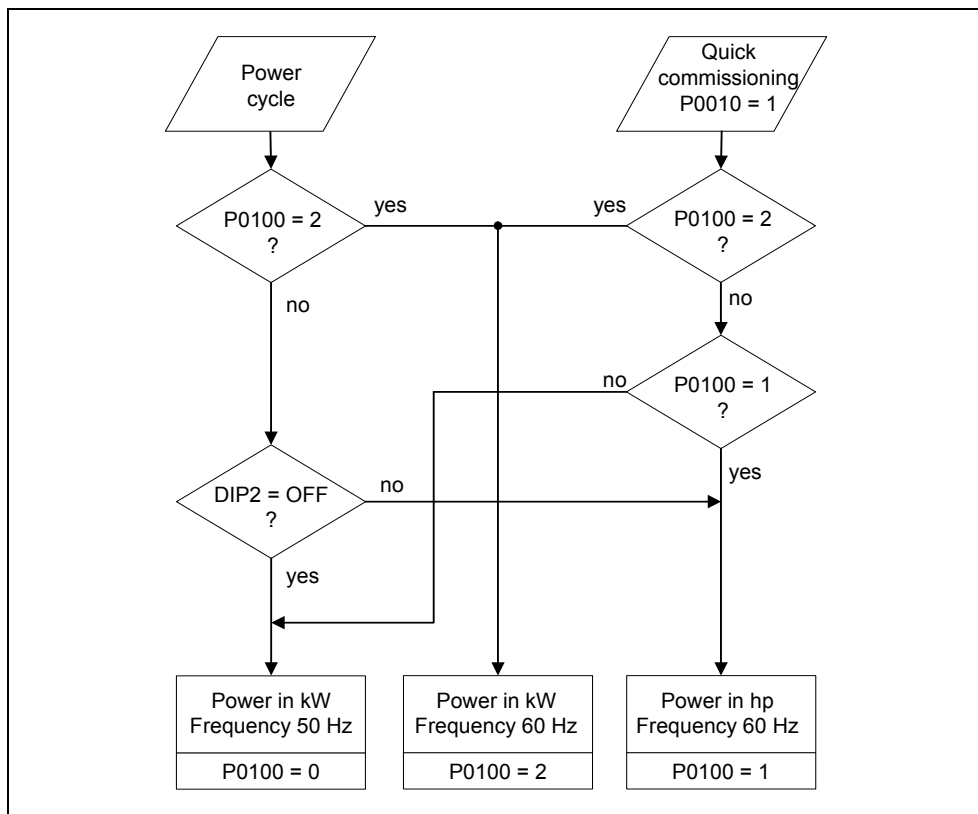 Power
cycle
Quick
commissioning
P0010 = 1
P0100 = 2
?
yes
yes
P0100 = 2
?
no
no
no
P0100 = 1
?
DIP2 = OFF
?
no
yes
yes
Power in kW
Frequency 50 Hz
P0100 = 0
Power in kW
Frequency 60 Hz
P0100 = 2
Power in hp
Frequency 60 Hz
P0100 = 1